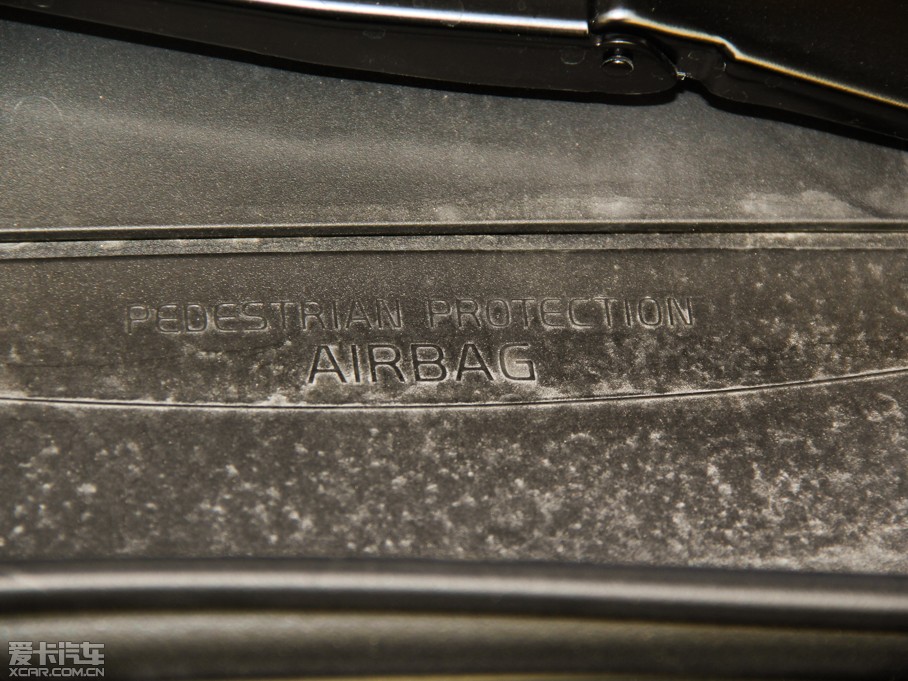 PEDESTRIAN PROTECTION
AIRBAG
爱卡汽车
XCAR.COM.CN